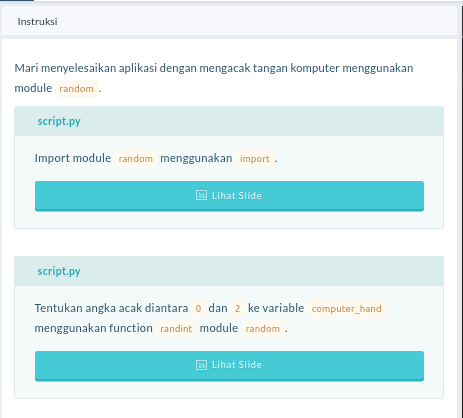 Instruksi
Mari menyelesaikan aplikasi dengan mengacak tangan komputer menggunakan
module random .
script.py
Import module random menggunakan import .
Lihat Slide
script.py
Tentukan angka acak diantara 0 dan 2 ke variable computer_hand
menggunakan function randint module random .
Lihat Slide